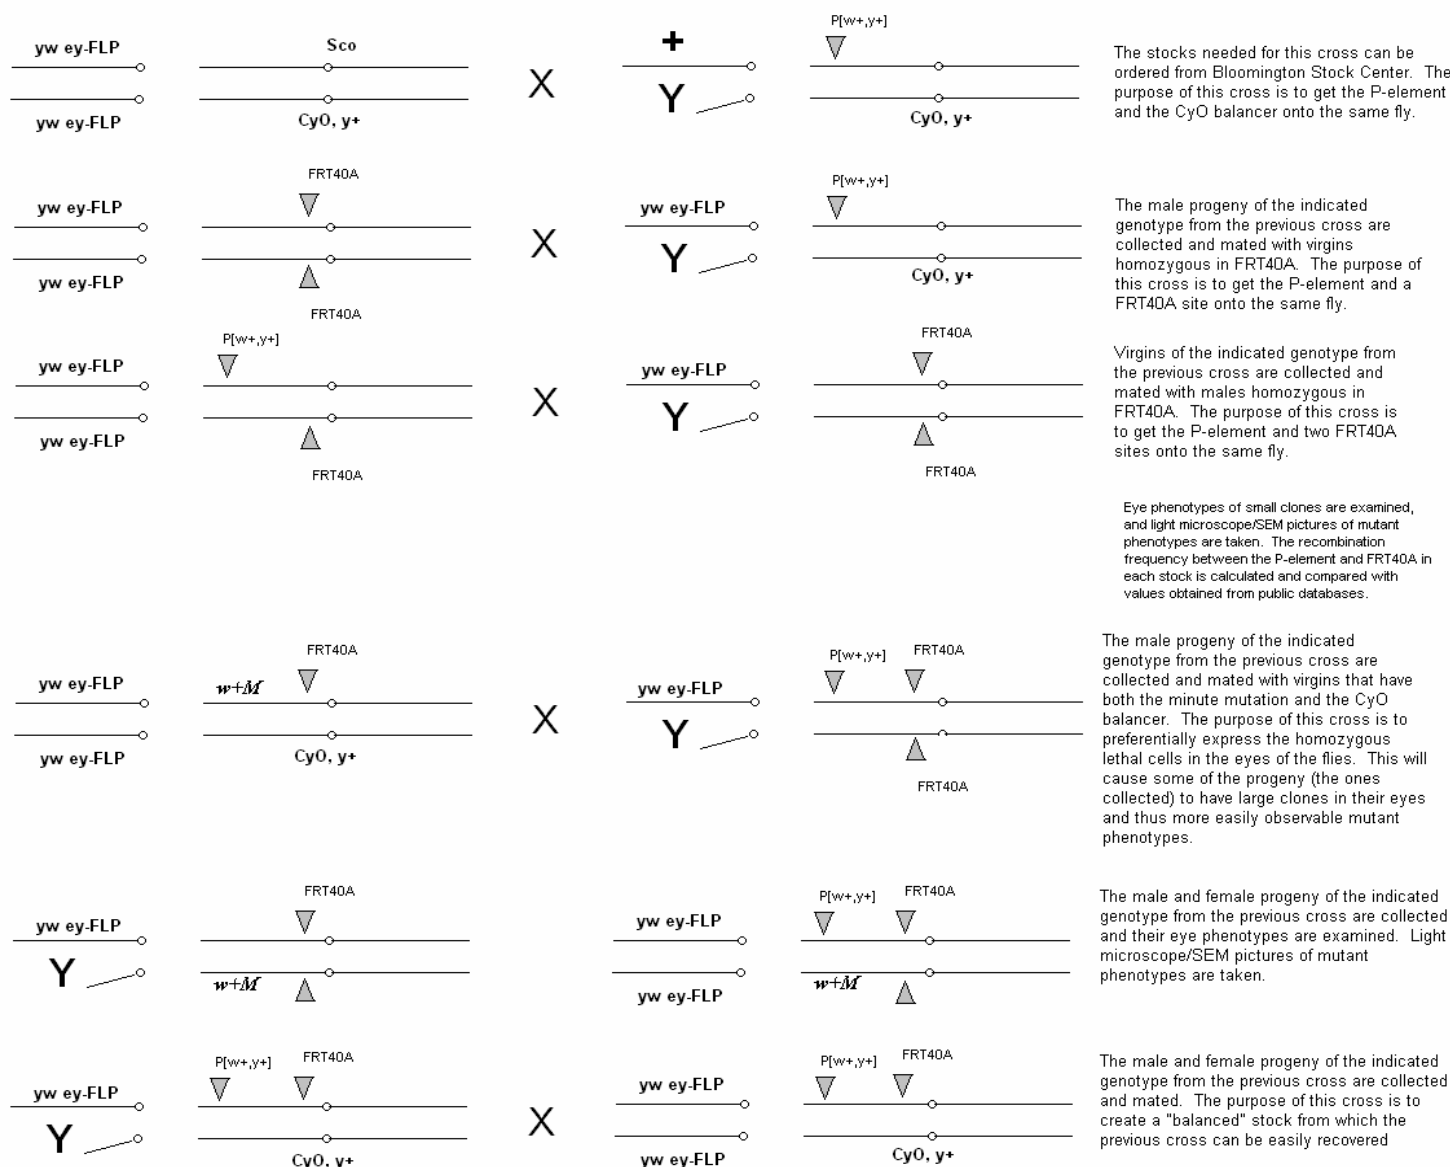 P[w+,y+]
yw ey-FLP Sco + P[w+,y+]
X
Y
yw ey-FLP CyO, y+ CyO, y+
The stocks needed for this cross can be
ordered from Bloomington Stock Center. The
purpose of this cross is to get the P-element
and the CyO balancer onto the same fly.
FRT40A P[w+,y+]
yw ey-FLP yw ey-FLP
X
Y
yw ey-FLP CyO, y+
FRT40A
The male progeny of the indicated
genotype from the previous cross are
collected and mated with virgins
homozygous in FRT40A. The purpose of
this cross is to get the P-element and a
FRT40A site onto the same fly.
P[w+,y+] FRT40A
yw ey-FLP yw ey-FLP
X
Y
yw ey-FLP
FRT40A FRT40A
Virgins of the indicated genotype from
the previous cross are collected and
mated with males homozygous in
FRT40A. The purpose of this cross is
to get the P-element and two FRT40A
sites onto the same fly.
Eye phenotypes of small clones are examined,
and light microscope/SEM pictures of mutant
phenotypes are taken. The recombination
frequency between the P-element and FRT40A in
each stock is calculated and compared with
values obtained from public databases.
FRT40A P[w+,y+] FRT40A
yw ey-FLP w+M yw ey-FLP
X
Y
yw ey-FLP CyO, y+
FRT40A
The male progeny of the indicated
genotype from the previous cross are
collected and mated with virgins that have
both the minute mutation and the CyO
balancer. The purpose of this cross is to
preferentially express the homozygous
lethal cells in the eyes of the flies. This will
cause some of the progeny (the ones
collected) to have large clones in their eyes
and thus more easily observable mutant
phenotypes.
FRT40A P[w+,y+] FRT40A
yw ey-FLP yw ey-FLP
Y w+M yw ey-FLP w+M
The male and female progeny of the indicated
genotype from the previous cross are collected
and their eye phenotypes are examined. Light
microscope/SEM pictures of mutant
phenotypes are taken.
P[w+,y+] FRT40A P[w+,y+] FRT40A
yw ey-FLP yw ey-FLP
X
Y CyO, y+ yw ey-FLP CyO, y+
The male and female progeny of the indicated
genotype from the previous cross are collected
and mated. The purpose of this cross is to
create a "balanced" stock from which the
previous cross can be easily recovered